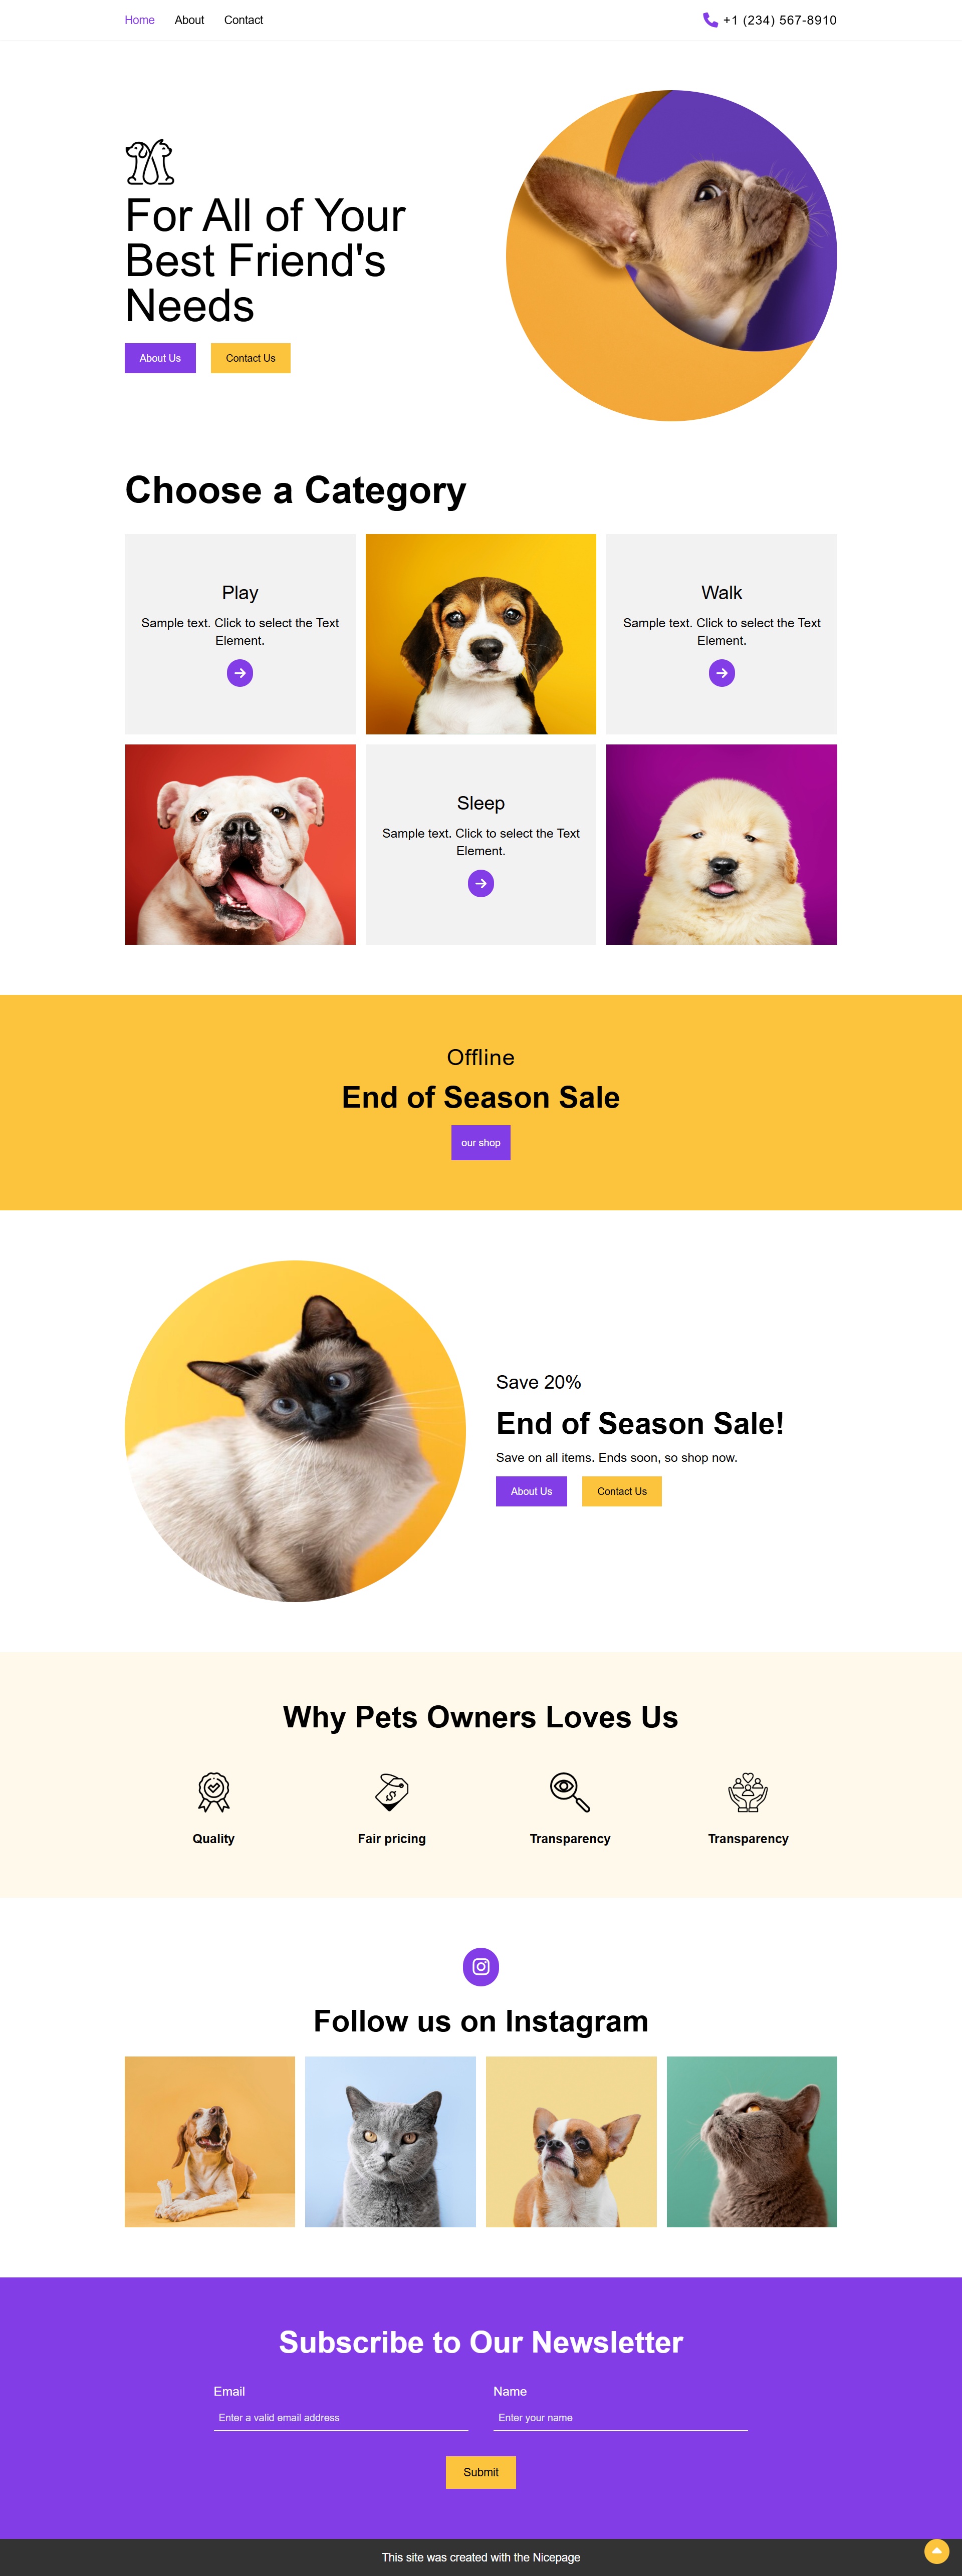 Home About Contact +1 (234) 567-8910
For All of Your
Best Friend's
Needs
About Us Contact Us
Choose a Category
Play
Sample text. Click to select the Text
Element.
Walk
Sample text. Click to select the Text
Element.
Sleep
Sample text. Click to select the Text
Element.
Offline
End of Season Sale
our shop
Save 20%
End of Season Sale!
Save on all items. Ends soon, so shop now.
About Us Contact Us
Why Pets Owners Loves Us
Quality Fair pricing Transparency Transparency
Follow us on Instagram
Subscribe to Our Newsletter
Email Name
Enter a valid email address Enter your name
Submit
This site was created with the Nicepage